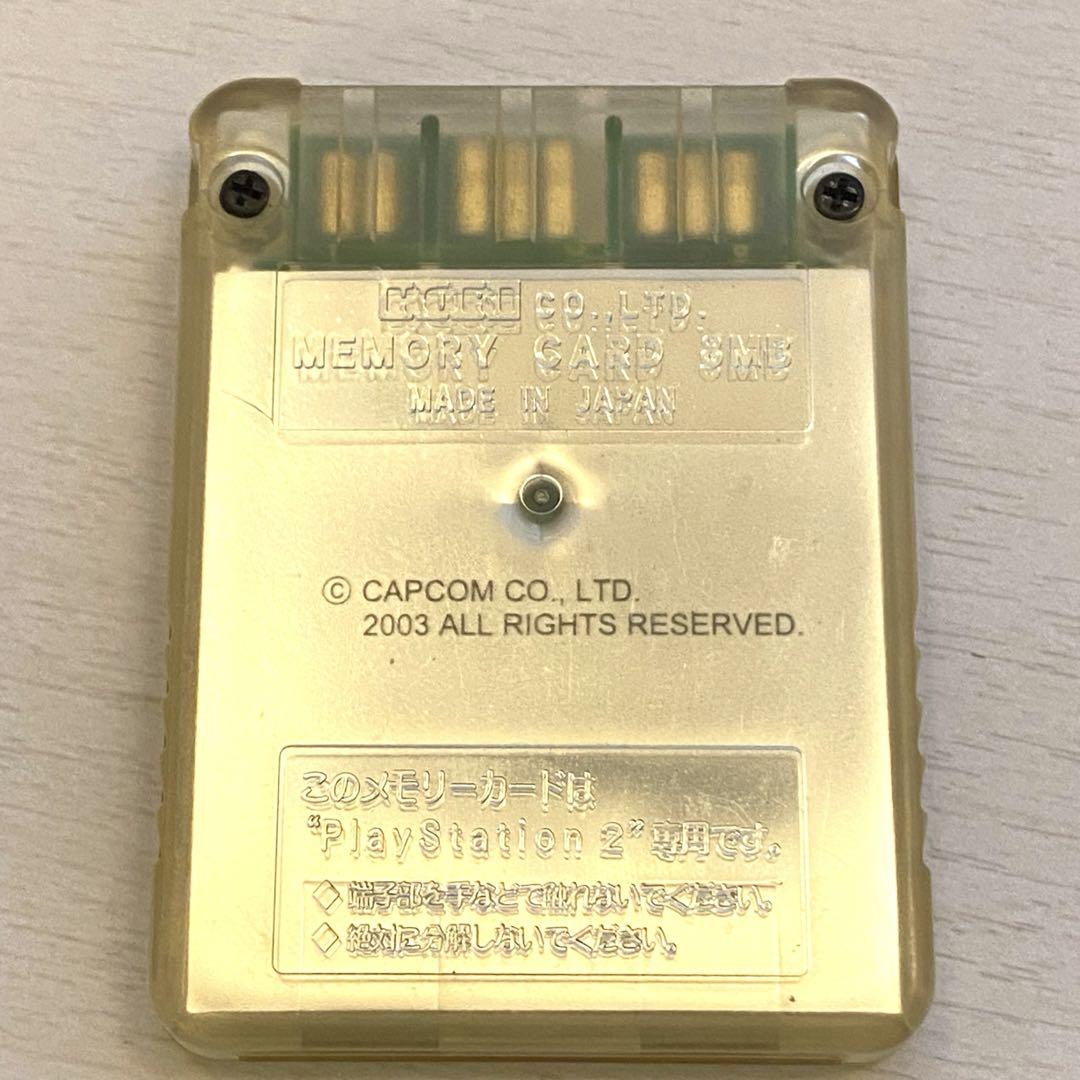 HORI CO.,LTD.
MEMORY CARD 8MB
MADE IN JAPAN
© CAPCOM CO., LTD.
2003 ALL RIGHTS RESERVED.
このメモリーカードは
“PlayStation 2”専用です。
◇端子部を手などで触れないでください。
◇絶対に分解しないでください。